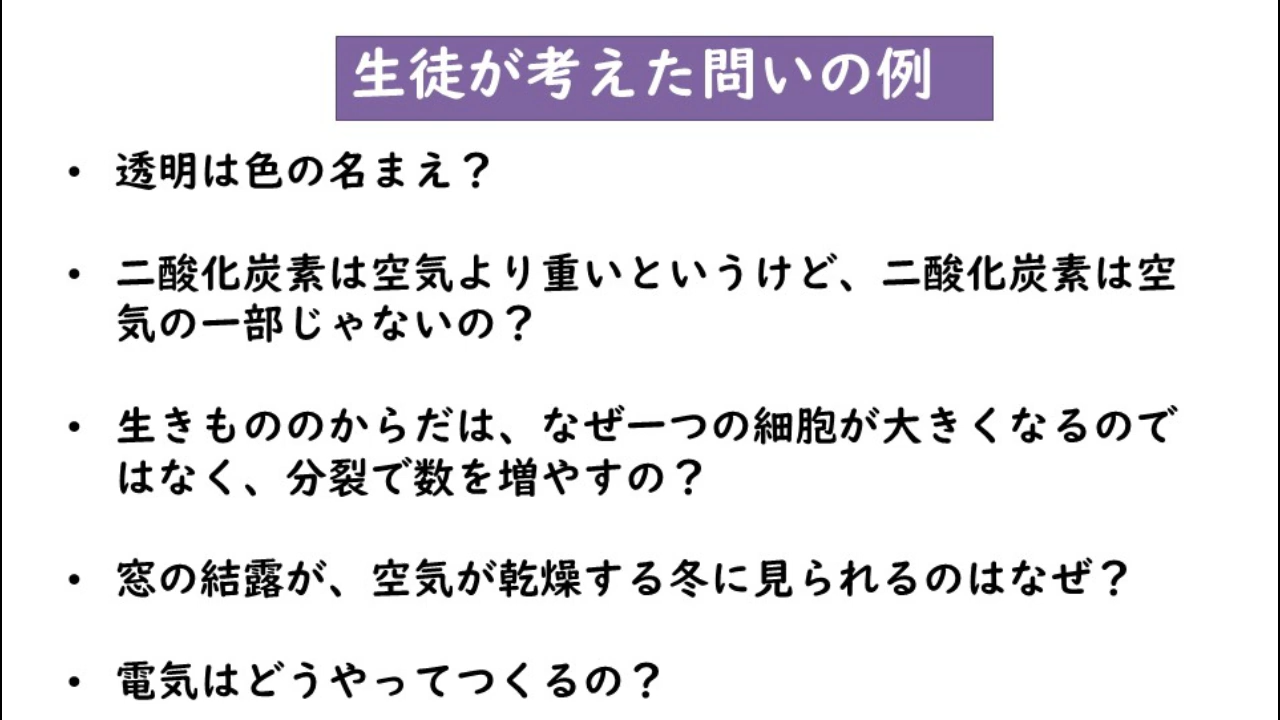 生徒が考えた問いの例
• 透明は色の名まえ？
• 二酸化炭素は空気より重いというけど、二酸化炭素は空
気の一部じゃないの？
• 生きもののからだは、なぜ一つの細胞が大きくなるので
はなく、分裂で数を増やすの？
• 窓の結露が、空気が乾燥する冬に見られるのはなぜ？
• 電気はどうやってつくるの？